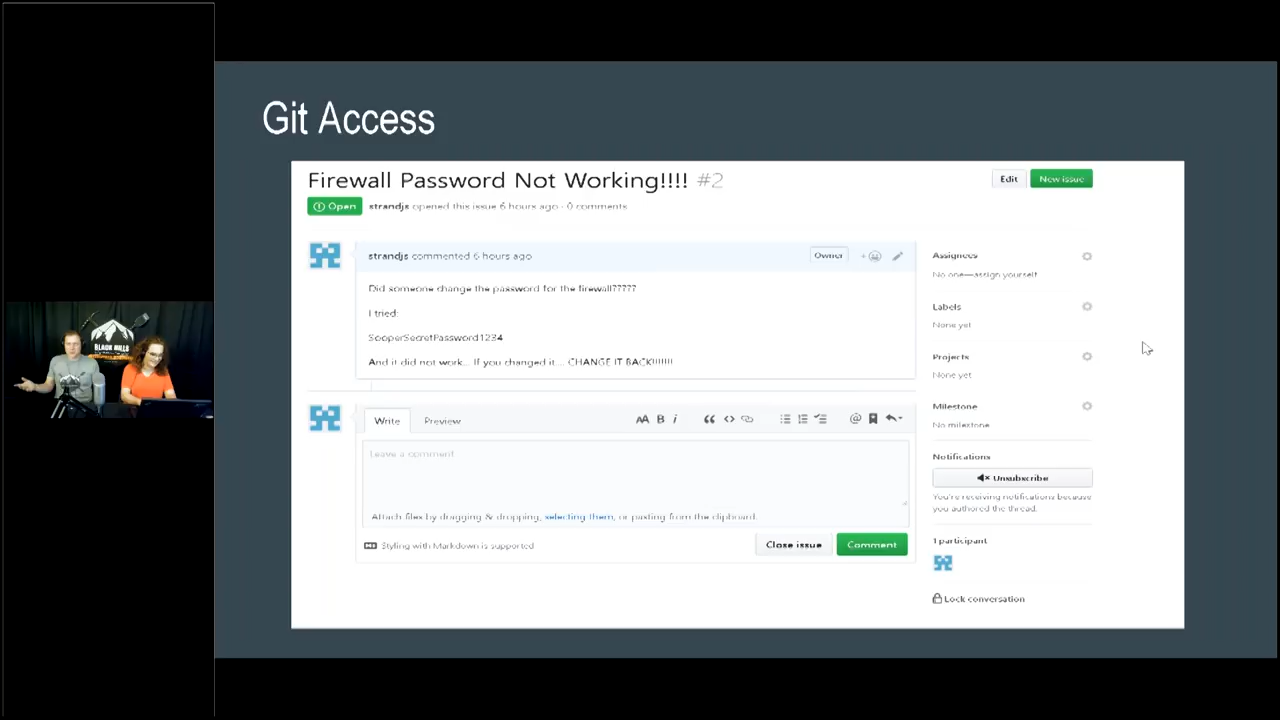 Git Access
Firewall Password Not Working!!!! #2
Edit
New issue
Open
strandjs opened this issue 6 hours ago · 0 comments
strandjs commented 6 hours ago
Owner
Did someone change the password for the firewall?????
I tried:
SooperSecretPassword1234
And it did not work... If you changed it.... CHANGE IT BACK!!!!!!!
Assignees
No one—assign yourself
Labels
None yet
Projects
None yet
Milestone
No milestone
Notifications
Unsubscribe
You're receiving notifications because
you authored the thread.
1 participant
Lock conversation
Write
Preview
AA B i
Leave a comment
Attach files by dragging & dropping, selecting them, or pasting from the clipboard.
Styling with Markdown is supported
Close issue
Comment
BLACK HILLS